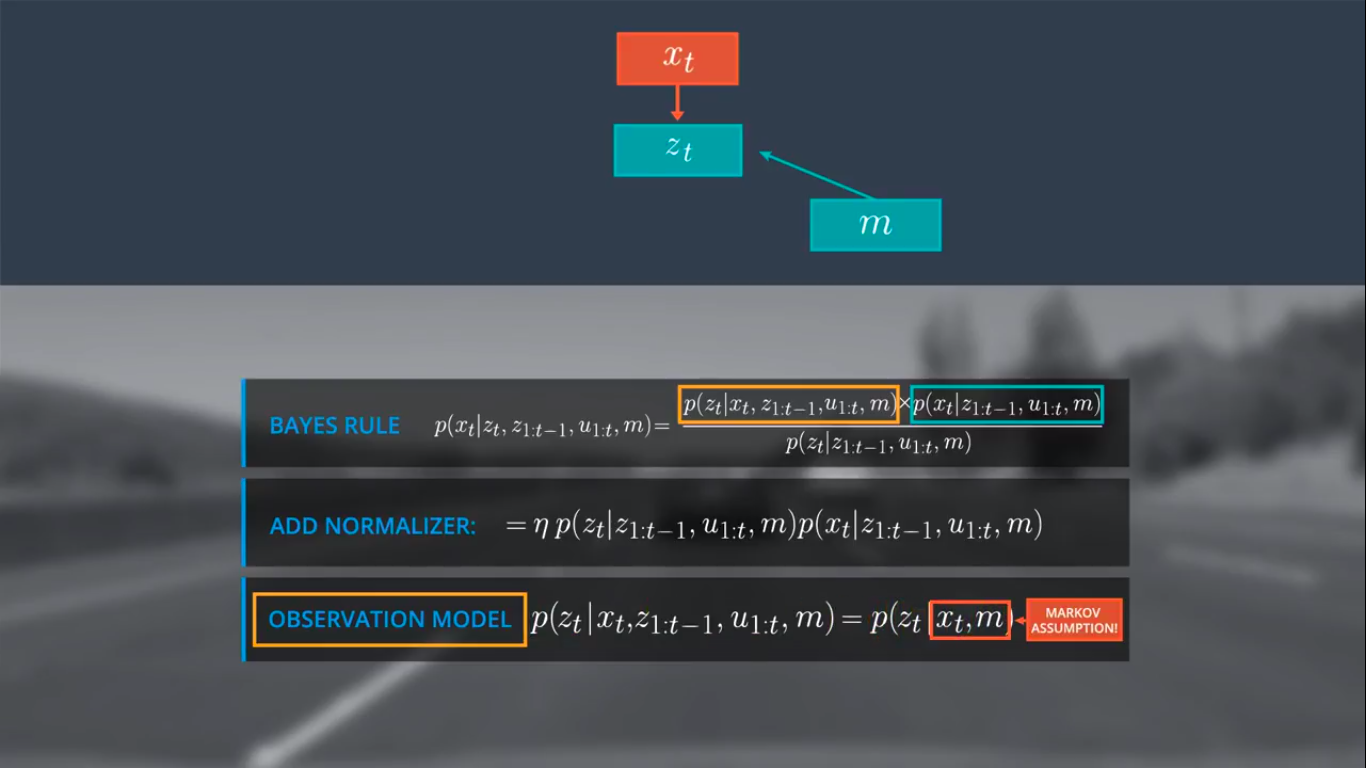 x_t
z_t
m
BAYES RULE p(x_t|z_t, z_{1:t−1}, u_{1:t}, m)= p(z_t|x_t, z_{1:t−1},u_{1:t}, m)×p(x_t|z_{1:t−1}, u_{1:t}, m)
p(z_t|z_{1:t−1}, u_{1:t}, m)
ADD NORMALIZER: = η p(z_t|z_{1:t−1}, u_{1:t}, m)p(x_t|z_{1:t−1}, u_{1:t}, m)
OBSERVATION MODEL p(z_t|x_t,z_{1:t−1}, u_{1:t}, m) = p(z_t|x_t,m)
MARKOV
ASSUMPTION!